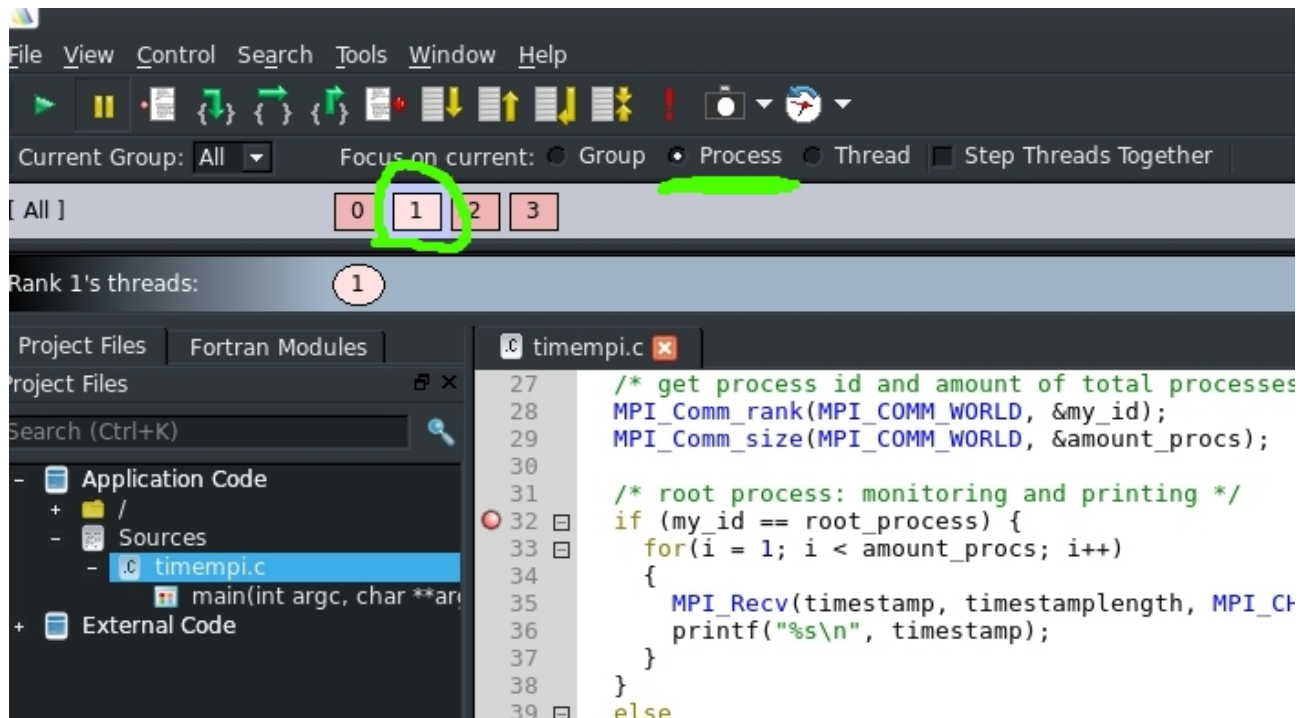 File View Control Search Tools Window Help
Current Group: All Focus on current: Group Process Thread Step Threads Together
[ All ] 0 1 2 3
Rank 1's threads: 1
Project Files Fortran Modules
timempi.c
Project Files
Search (Ctrl+K)
Application Code
/
Sources
timempi.c
main(int argc, char **ar
External Code
27 /* get process id and amount of total processes
28 MPI_Comm_rank(MPI_COMM_WORLD, &my_id);
29 MPI_Comm_size(MPI_COMM_WORLD, &amount_procs);
30
31 /* root process: monitoring and printing */
32 if (my_id == root_process) {
33 for(i = 1; i < amount_procs; i++)
34 {
35 MPI_Recv(timestamp, timestamplength, MPI_CH
36 printf("%s\n", timestamp);
37 }
38 }
39 else